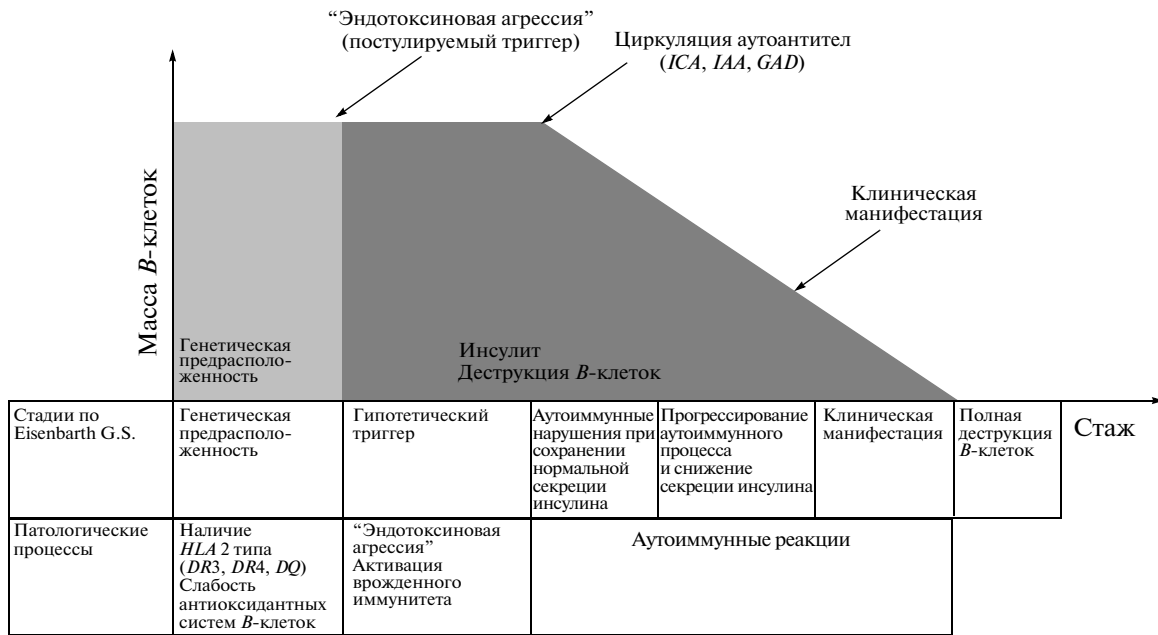 “Эндотоксиновая агрессия”
(постулируемый триггер)
Циркуляция аутоантител
(ICA, IAA, GAD)
Клиническая
манифестация
Масса B-клеток
Генетическая
предрасполо-
женность
Инсулит
Деструкция B-клеток
Стадии по
Eisenbarth G.S.
Генетическая
предрасполо-
женность
Гипотетический
триггер
Аутоиммунные
нарушения при
сохранении
нормальной
секреции
инсулина
Прогрессирование
аутоиммунного
процесса
и снижение
секреции инсулина
Клиническая
манифестация
Полная
деструкция
B-клеток
Стаж
Патологические
процессы
Наличие
HLA 2 типа
(DR3, DR4, DQ)
Слабость
антиоксидантных
систем B-клеток
“Эндотоксиновая
агрессия”
Активация
врожденного
иммунитета
Аутоиммунные реакции